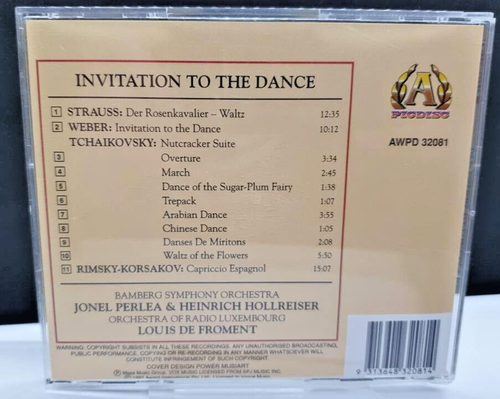 INVITATION TO THE DANCE
1 STRAUSS: Der Rosenkavalier – Waltz 12:35
2 WEBER: Invitation to the Dance 10:12
TCHAIKOVSKY: Nutcracker Suite
3 Overture 3:34
4 March 2:45
5 Dance of the Sugar-Plum Fairy 1:38
6 Trepack 1:07
7 Arabian Dance 3:55
8 Chinese Dance 1:05
9 Danses De Miritons 2:08
10 Waltz of the Flowers 5:50
11 RIMSKY-KORSAKOV: Capriccio Espagnol 15:07
BAMBERG SYMPHONY ORCHESTRA
JONEL PERLEA & HEINRICH HOLLREISER
ORCHESTRA OF RADIO LUXEMBOURG
LOUIS DE FROMENT
A
PICDISC
AWPD 32081
WARNING, COPYRIGHT SUBSISTS IN ALL THESE RECORDINGS. ANY UNAUTHORISED BROADCASTING,
PUBLIC PERFORMANCE, COPYING OR RE-RECORDING IN ANY MANNER WHATSOEVER WILL
CONSTITUTE INFRINGEMENT OF SUCH COPYRIGHT.
COVER DESIGN POWER MUSIART
9 313643 320814